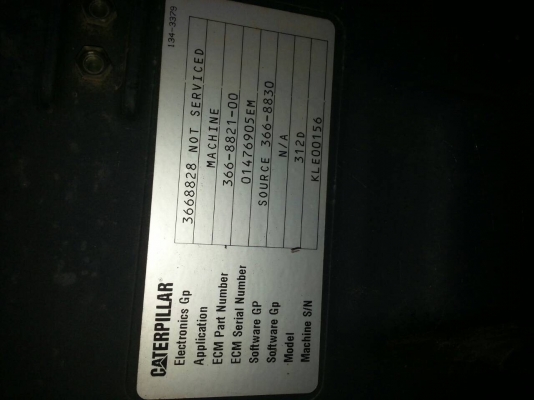 134-3379
CATERPILLAR®
Electronics Gp 3668828 NOT SERVICED
Application MACHINE
ECM Part Number 366-8821-00
ECM Serial Number 01476905EM
Software GP SOURCE 366-8830
Software Gp N/A
Model 312D
Machine S/N KLE00156